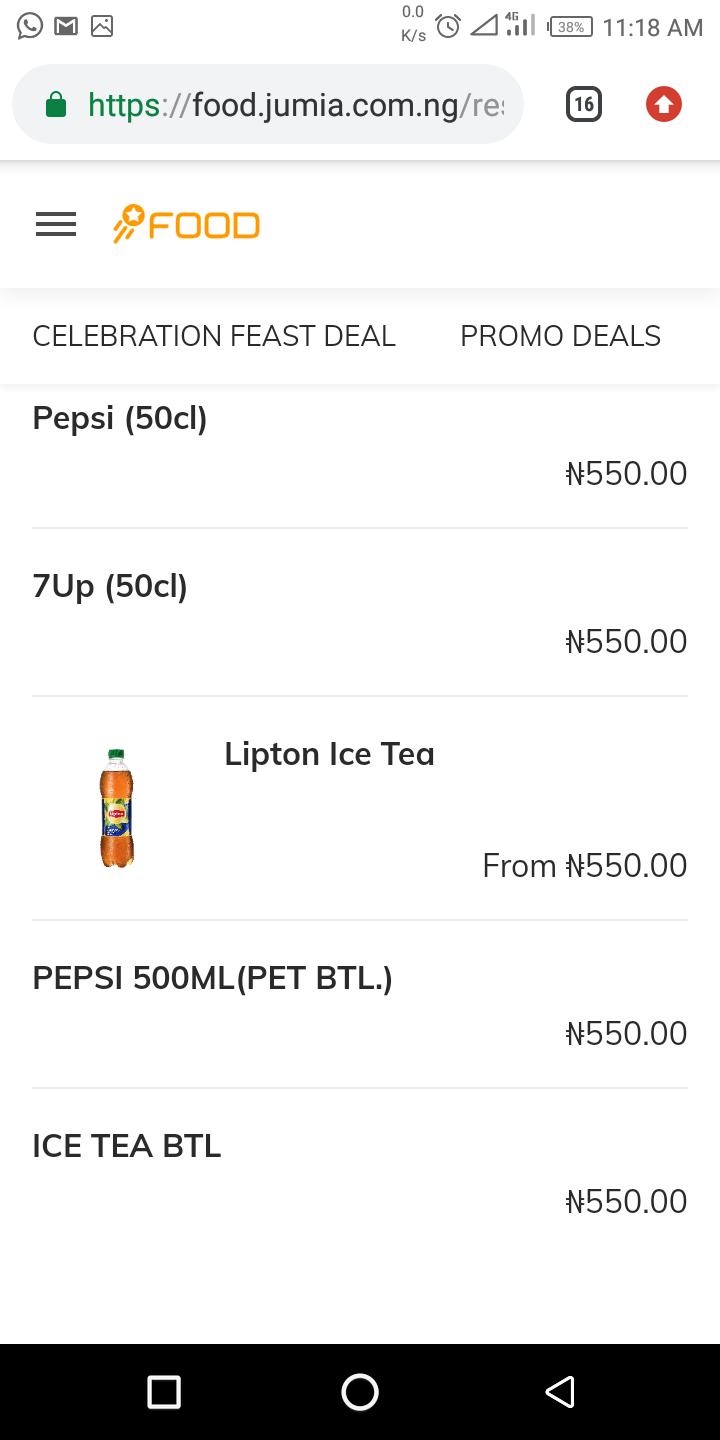 0.0
K/s
4G
38%
11:18 AM
https://food.jumia.com.ng/res
16
FOOD
CELEBRATION FEAST DEAL PROMO DEALS
Pepsi (50cl)
₦550.00
7Up (50cl)
₦550.00
Lipton Ice Tea
Lipton
From ₦550.00
PEPSI 500ML(PET BTL.)
₦550.00
ICE TEA BTL
₦550.00